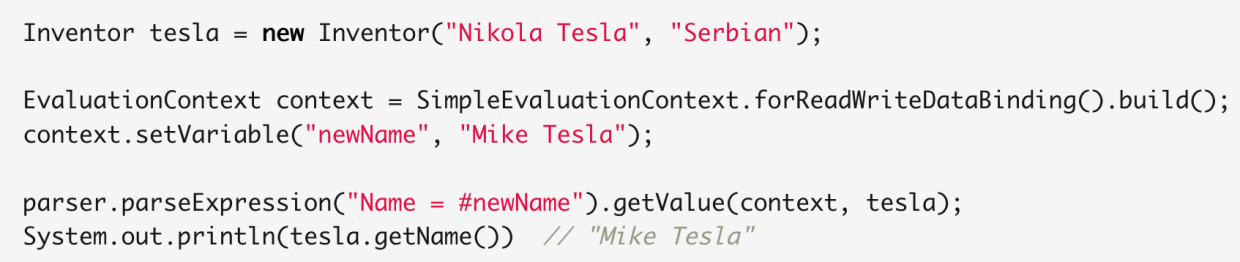 Inventor tesla = new Inventor("Nikola Tesla", "Serbian");
EvaluationContext context = SimpleEvaluationContext.forReadWriteDataBinding().build();
context.setVariable("newName", "Mike Tesla");
parser.parseExpression("Name = #newName").getValue(context, tesla);
System.out.println(tesla.getName())  // "Mike Tesla"